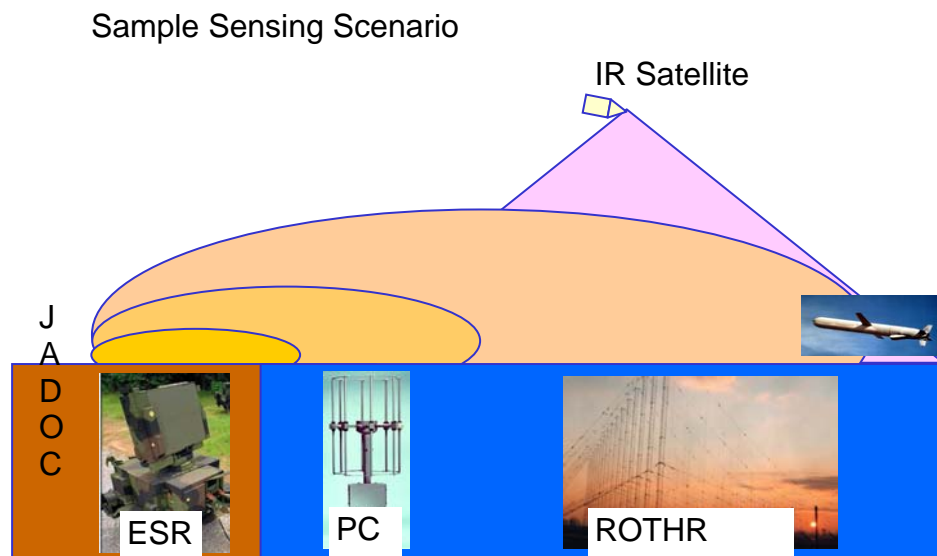 Sample Sensing Scenario
IR Satellite
J
A
D
O
C
ESR
PC
ROTHR